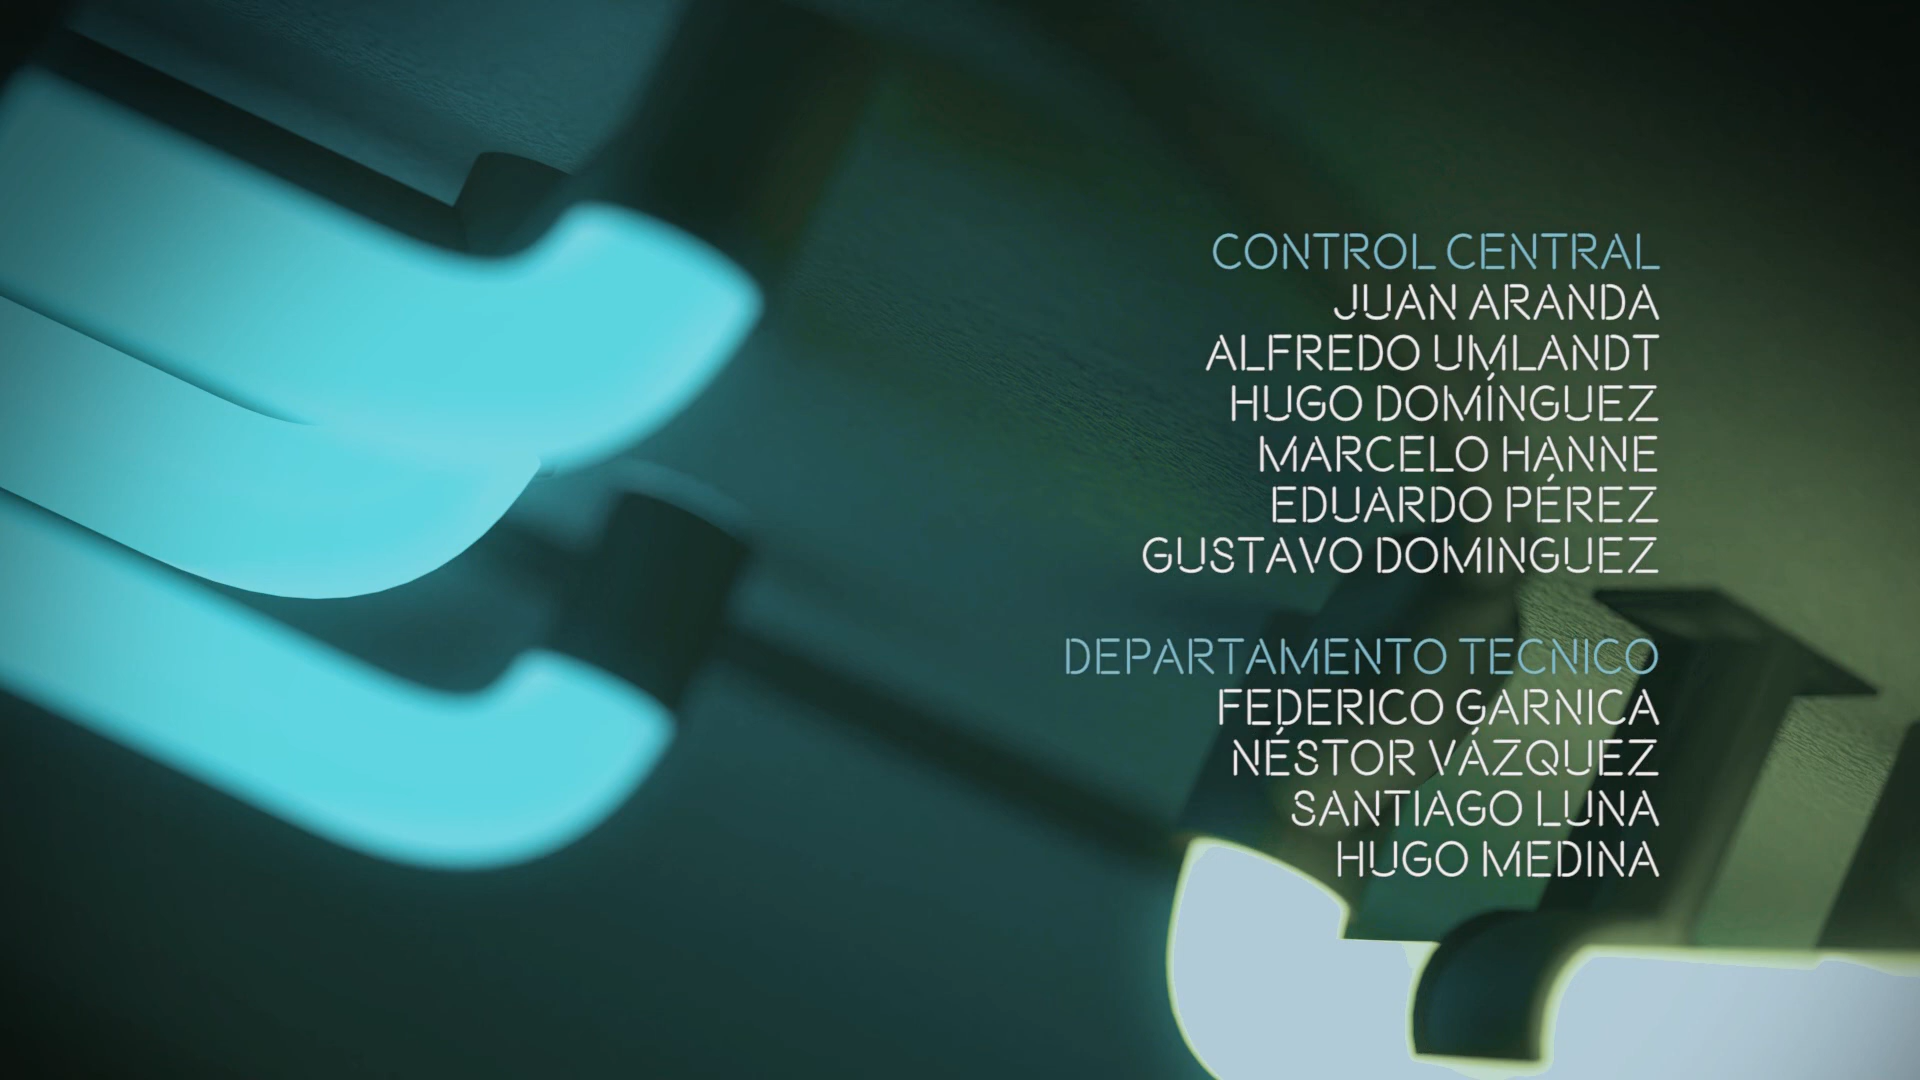 CONTROL CENTRAL
JUAN ARANDA
ALFREDO UMLANDT
HUGO DOMÍNGUEZ
MARCELO HANNE
EDUARDO PÉREZ
GUSTAVO DOMINGUEZ
DEPARTAMENTO TECNICO
FEDERICO GARNICA
NÉSTOR VÁZQUEZ
SANTIAGO LUNA
HUGO MEDINA